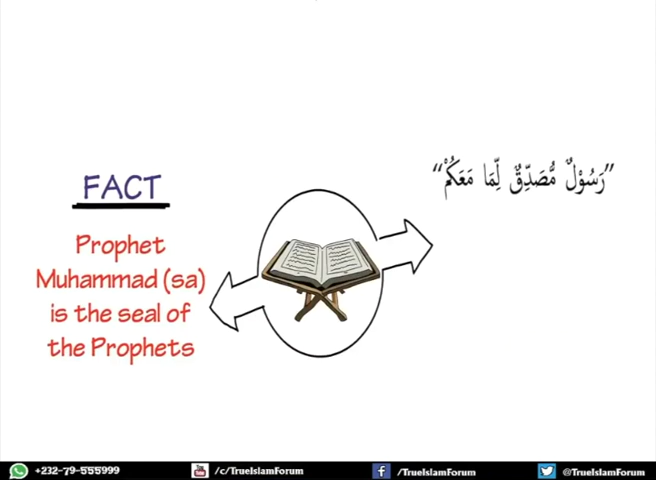 FACT
Prophet
Muhammad (sa)
is the seal of
the Prophets
”رَسُوْلٌ مُّصَدِّقٌ لِّمَا مَعَكُمْ“
+232-79-555999
/c/TrueIslamForum
/TrueIslamForum
@TrueIslamForum